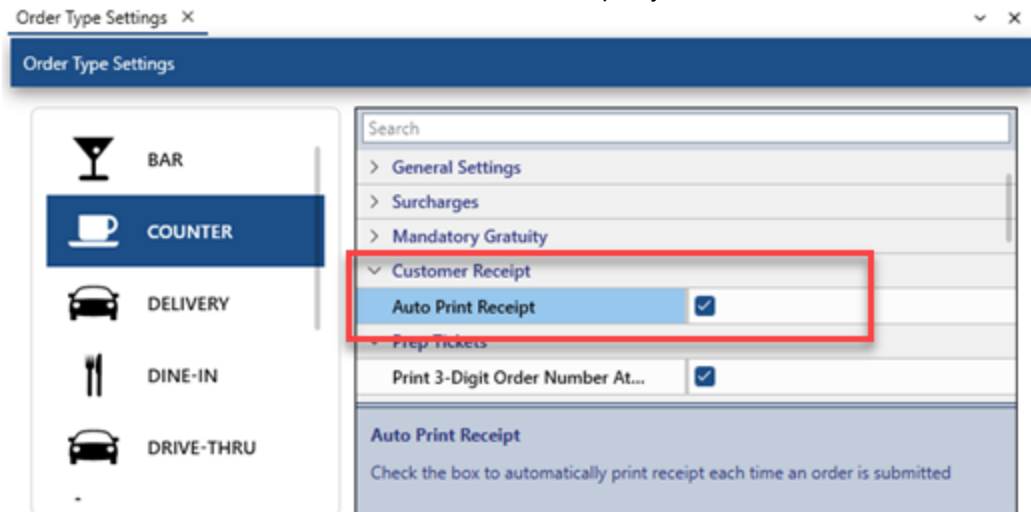 Order Type Settings
Order Type Settings
BAR
COUNTER
DELIVERY
DINE-IN
DRIVE-THRU
Search
General Settings
Surcharges
Mandatory Gratuity
Customer Receipt
Auto Print Receipt
Prep Tickets
Print 3-Digit Order Number At...
Auto Print Receipt
Check the box to automatically print receipt each time an order is submitted